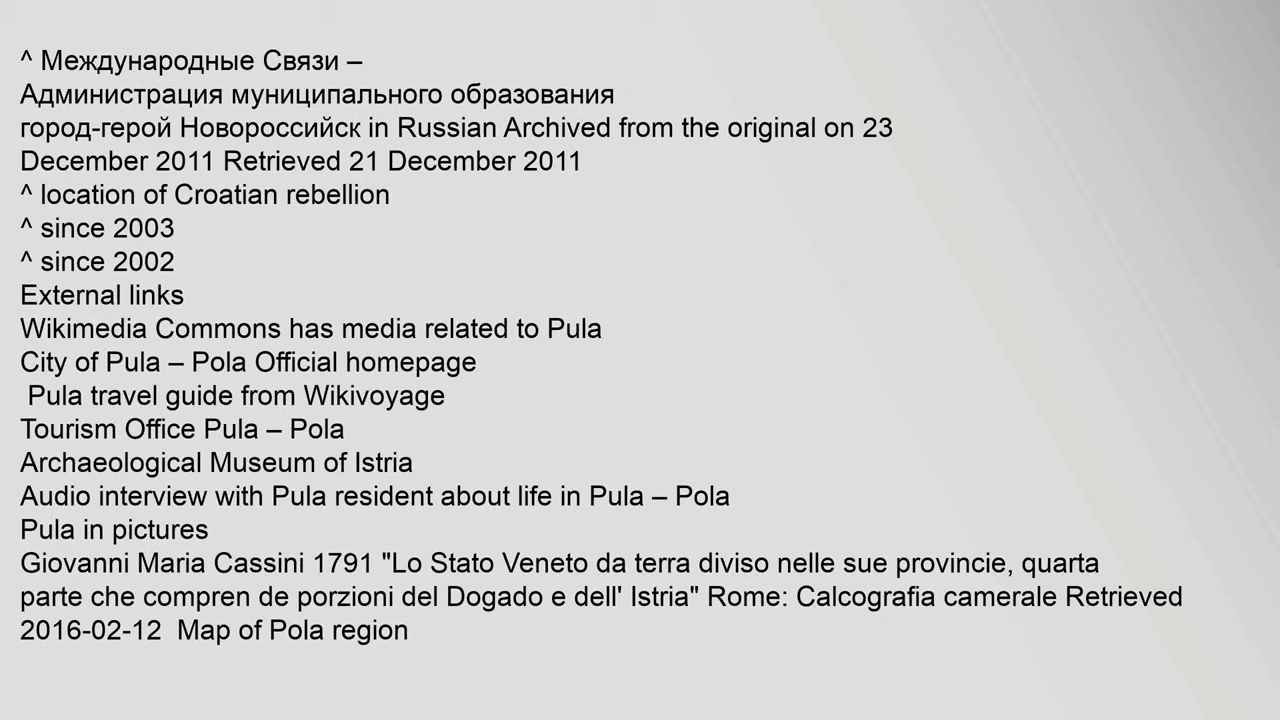 ^ Международные Связи –
Администрация муниципального образования
город-герой Новороссийск in Russian Archived from the original on 23
December 2011 Retrieved 21 December 2011
^ location of Croatian rebellion
^ since 2003
^ since 2002
External links
Wikimedia Commons has media related to Pula
City of Pula – Pola Official homepage
Pula travel guide from Wikivoyage
Tourism Office Pula – Pola
Archaeological Museum of Istria
Audio interview with Pula resident about life in Pula – Pola
Pula in pictures
Giovanni Maria Cassini 1791 "Lo Stato Veneto da terra diviso nelle sue provincie, quarta
parte che compren de porzioni del Dogado e dell' Istria" Rome: Calcografia camerale Retrieved
2016-02-12  Map of Pola region